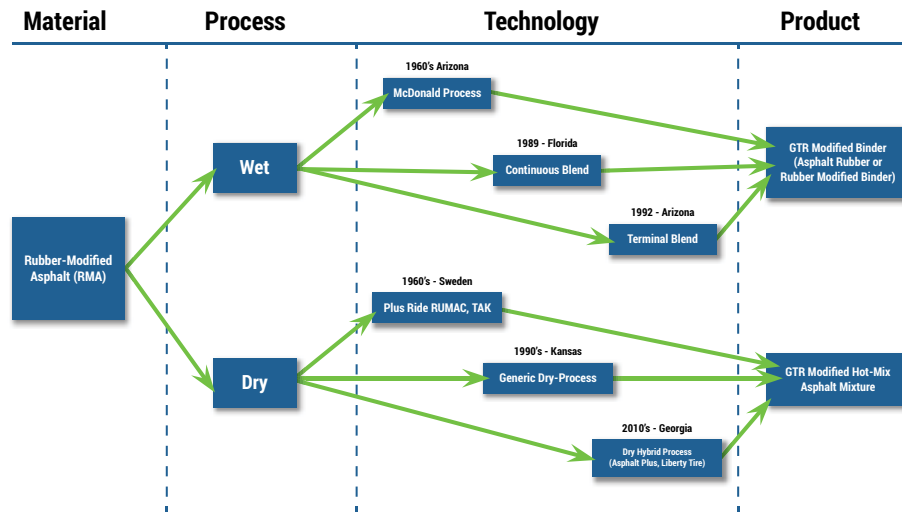 Material
Process
Technology
Product
1960's Arizona
McDonald Process
1989 - Florida
Continuous Blend
1992 - Arizona
Terminal Blend
Wet
GTR Modified Binder
(Asphalt Rubber or
Rubber Modified Binder)
Rubber-Modified
Asphalt (RMA)
1960's - Sweden
Plus Ride RUMAC, TAK
1990's - Kansas
Generic Dry-Process
2010's - Georgia
Dry Hybrid Process
(Asphalt Plus, Liberty Tire)
Dry
GTR Modified Hot-Mix
Asphalt Mixture